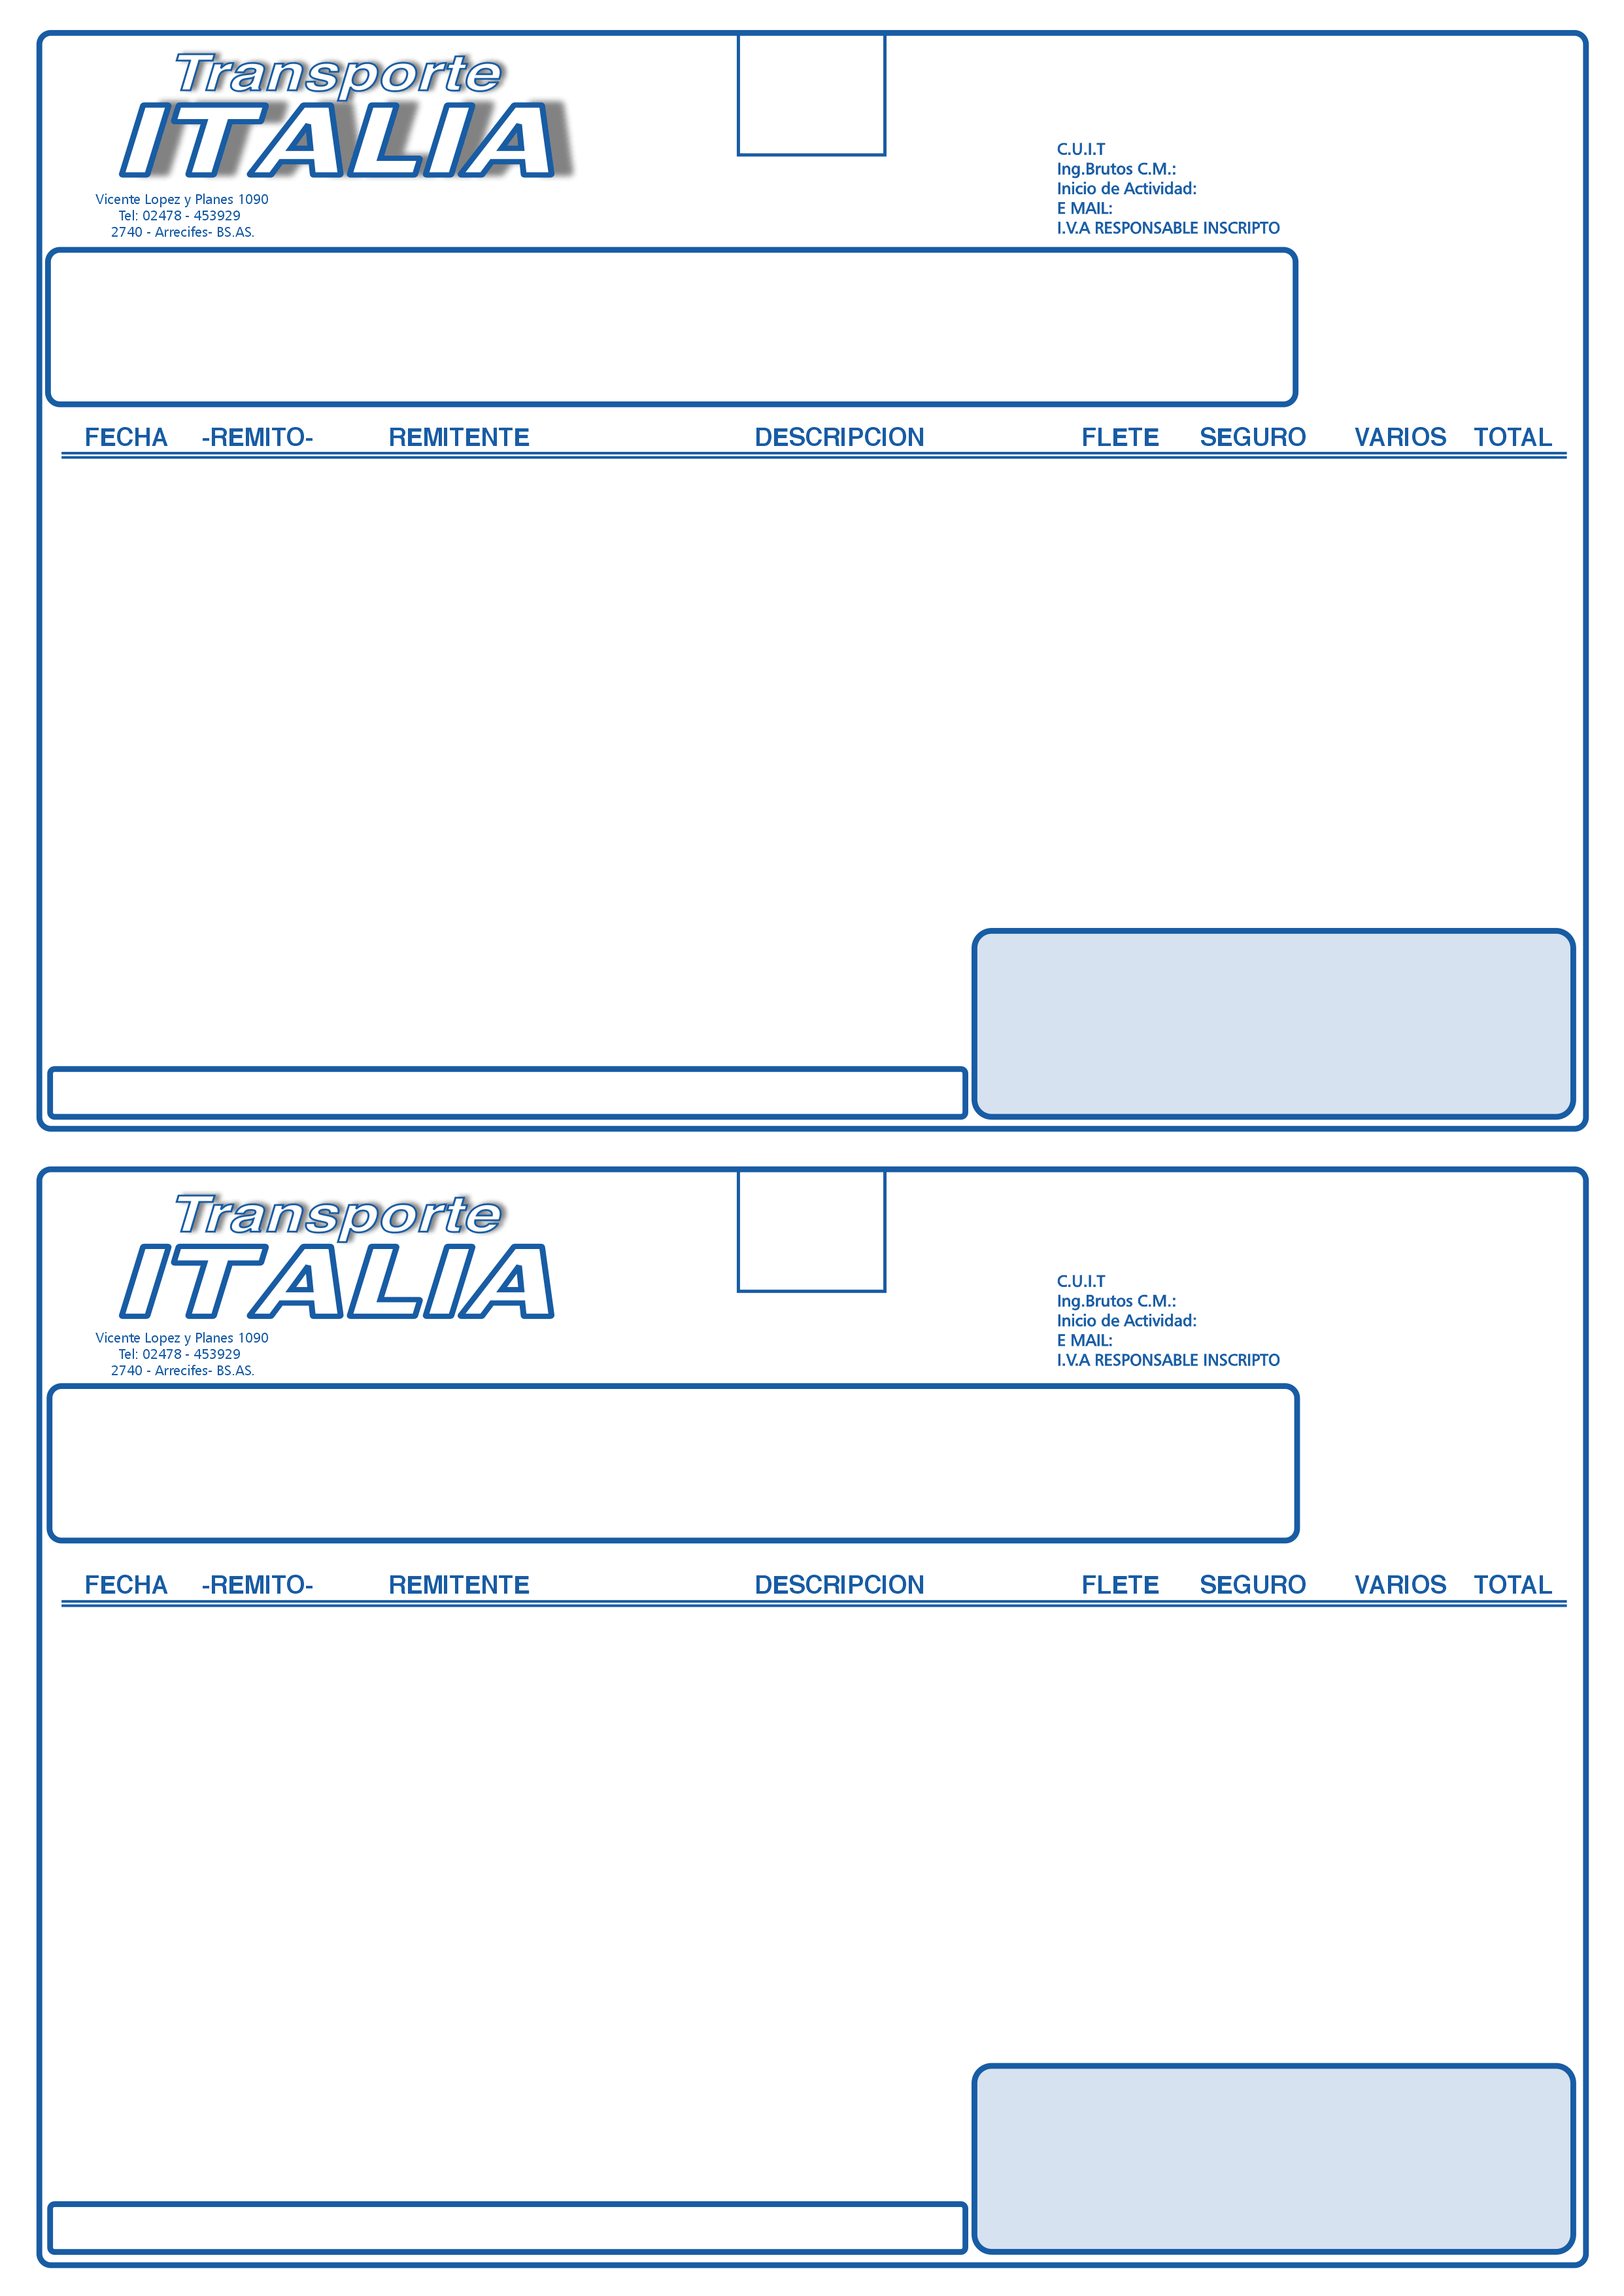 Transporte
ITALIA
Vicente Lopez y Planes 1090
Tel: 02478 - 453929
2740 - Arrecifes- BS.AS.
C.U.I.T
Ing.Brutos C.M.:
Inicio de Actividad:
E MAIL:
I.V.A RESPONSABLE INSCRIPTO
FECHA -REMITO- REMITENTE DESCRIPCION FLETE SEGURO VARIOS TOTAL
Transporte
ITALIA
Vicente Lopez y Planes 1090
Tel: 02478 - 453929
2740 - Arrecifes- BS.AS.
C.U.I.T
Ing.Brutos C.M.:
Inicio de Actividad:
E MAIL:
I.V.A RESPONSABLE INSCRIPTO
FECHA -REMITO- REMITENTE DESCRIPCION FLETE SEGURO VARIOS TOTAL